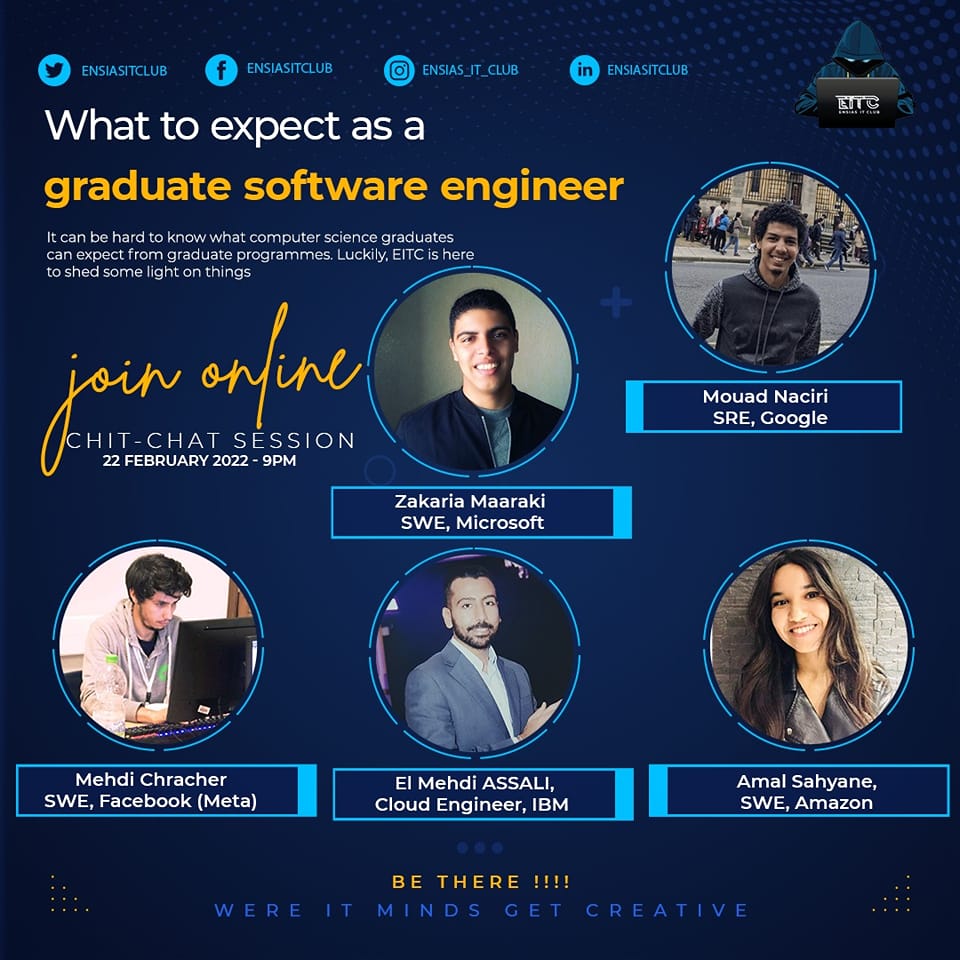 ENSIASITCLUB
ENSIASITCLUB
ENSIAS_IT_CLUB
in ENSIASITCLUB
EITC
ENSIAS IT CLUB
What to expect as a
graduate software engineer
It can be hard to know what computer science graduates
can expect from graduate programmes. Luckily, EITC is here
to shed some light on things
join online
CHIT-CHAT SESSION
22 FEBRUARY 2022 - 9PM
Mouad Naciri
SRE, Google
Zakaria Maaraki
SWE, Microsoft
Mehdi Chracher
SWE, Facebook (Meta)
El Mehdi ASSALI,
Cloud Engineer, IBM
Amal Sahyane,
SWE, Amazon
BE THERE !!!!
WERE IT MINDS GET CREATIVE